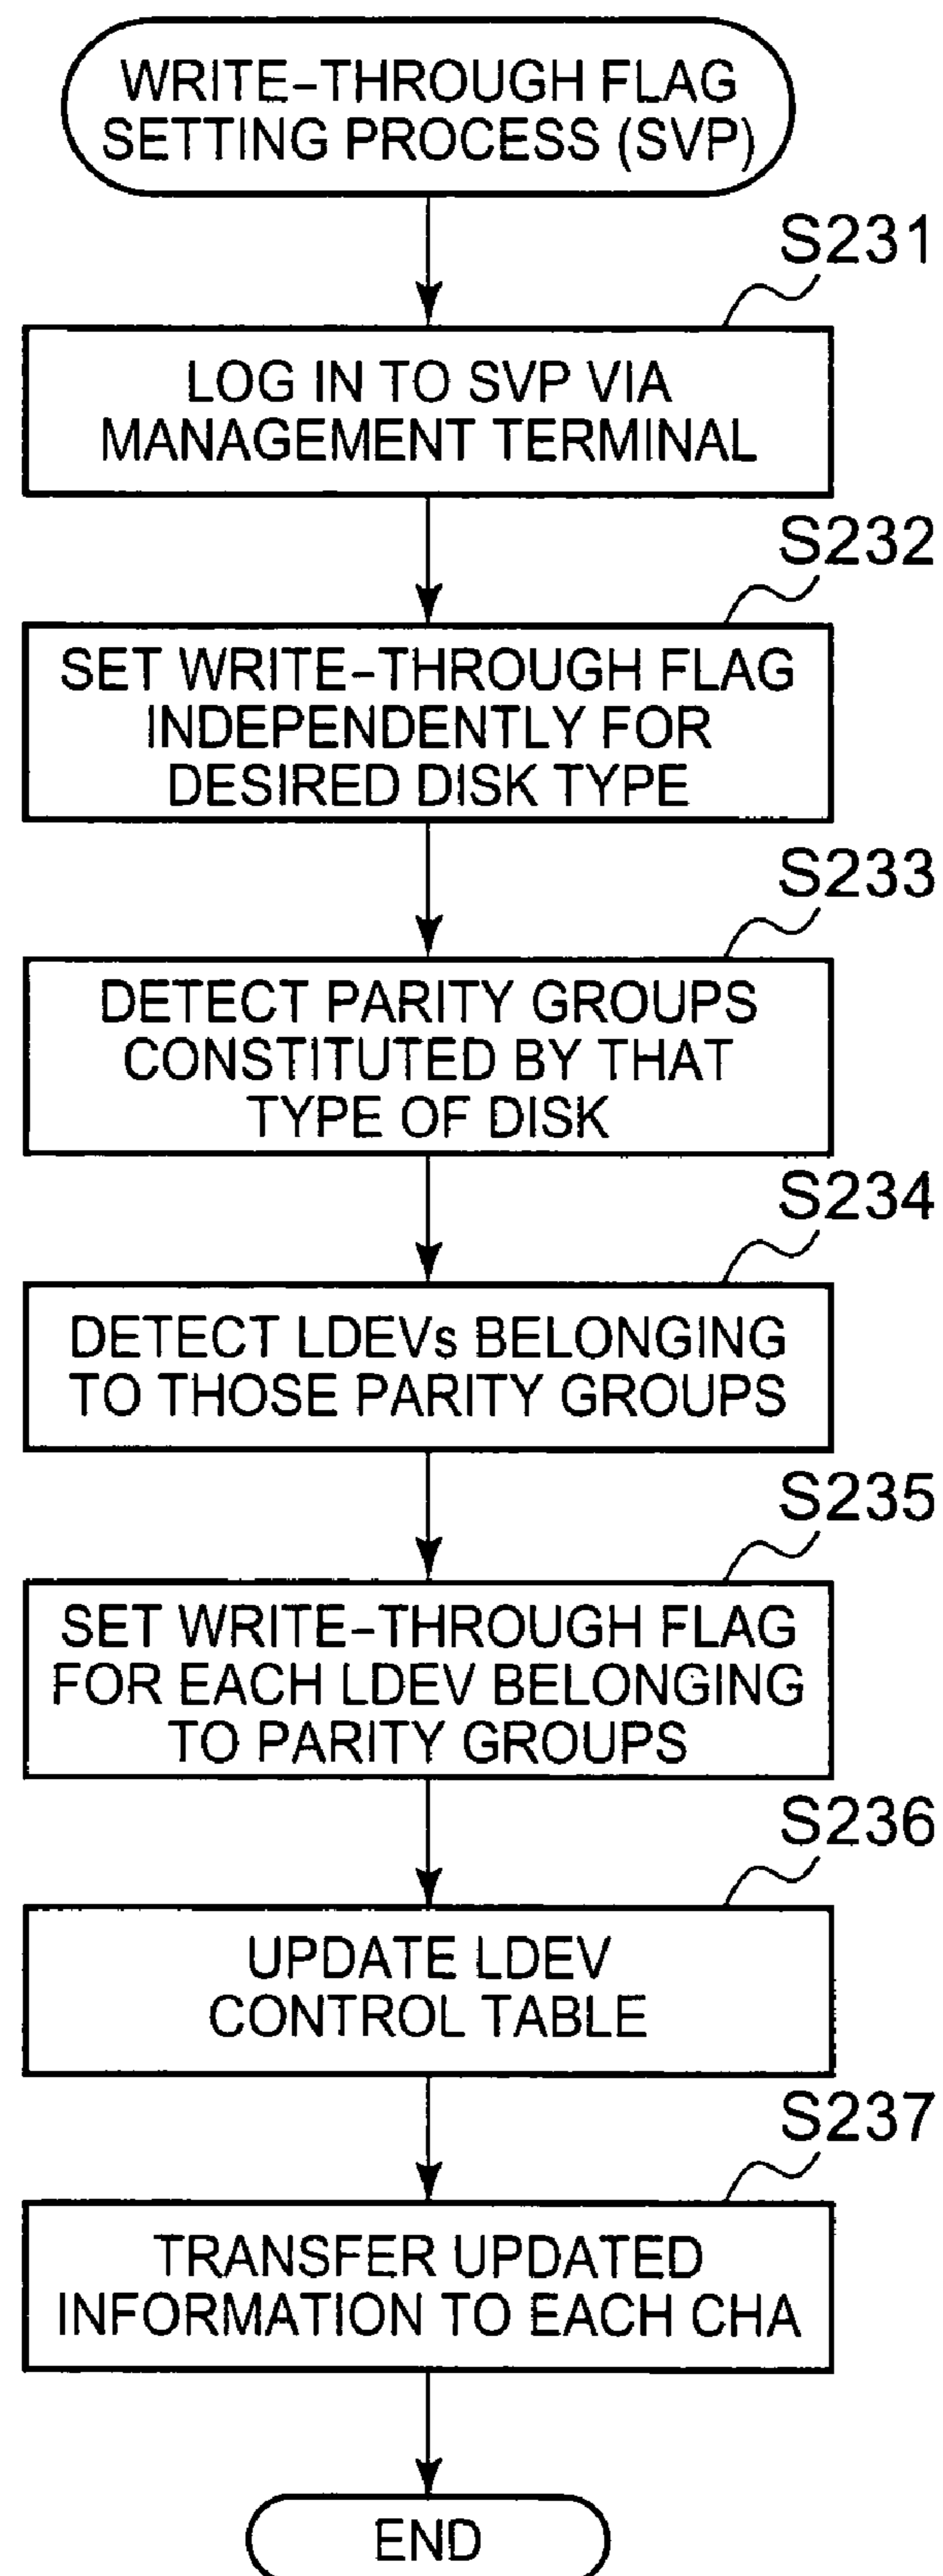 WRITE-THROUGH FLAG
SETTING PROCESS (SVP)
S231
LOG IN TO SVP VIA
MANAGEMENT TERMINAL
S232
SET WRITE-THROUGH FLAG
INDEPENDENTLY FOR
DESIRED DISK TYPE
S233
DETECT PARITY GROUPS
CONSTITUTED BY THAT
TYPE OF DISK
S234
DETECT LDEVs BELONGING
TO THOSE PARITY GROUPS
S235
SET WRITE-THROUGH FLAG
FOR EACH LDEV BELONGING
TO PARITY GROUPS
S236
UPDATE LDEV
CONTROL TABLE
S237
TRANSFER UPDATED
INFORMATION TO EACH CHA
END